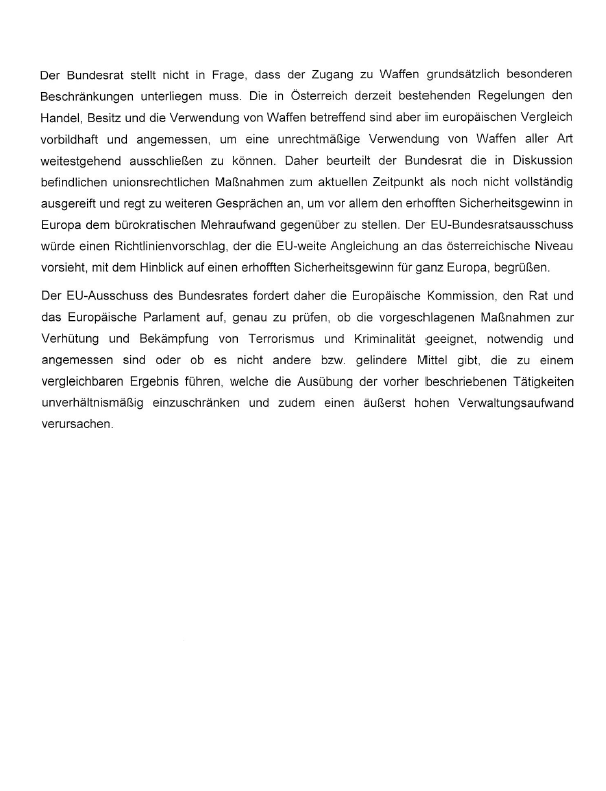 Der Bundesrat stellt nicht in Frage, dass der Zugang zu Waffen grundsätzlich besonderen
Beschränkungen unterliegen muss. Die in Österreich derzeit bestehenden Regelungen den
Handel, Besitz und die Verwendung von Waffen betreffend sind aber im europäischen Vergleich
vorbildhaft und angemessen, um eine unrechtmäßige Verwendung von Waffen aller Art
weitestgehend ausschließen zu können. Daher beurteilt der Bundesrat die in Diskussion
befindlichen unionsrechtlichen Maßnahmen zum aktuellen Zeitpunkt als noch nicht vollständig
ausgereift und regt zu weiteren Gesprächen an, um vor allem den erhofften Sicherheitsgewinn in
Europa dem bürokratischen Mehraufwand gegenüber zu stellen. Der EU-Bundesratsausschuss
würde einen Richtlinienvorschlag, der die EU-weite Angleichung an das österreichische Niveau
vorsieht, mit dem Hinblick auf einen erhofften Sicherheitsgewinn für ganz Europa, begrüßen.
Der EU-Ausschuss des Bundesrates fordert daher die Europäische Kommission, den Rat und
das Europäische Parlament auf, genau zu prüfen, ob die vorgeschlagenen Maßnahmen zur
Verhütung und Bekämpfung von Terrorismus und Kriminalität geeignet, notwendig und
angemessen sind oder ob es nicht andere bzw. gelindere Mittel gibt, die zu einem
vergleichbaren Ergebnis führen, welche die Ausübung der vorher beschriebenen Tätigkeiten
unverhältnismäßig einzuschränken und zudem einen äußerst hohen Verwaltungsaufwand
verursachen.